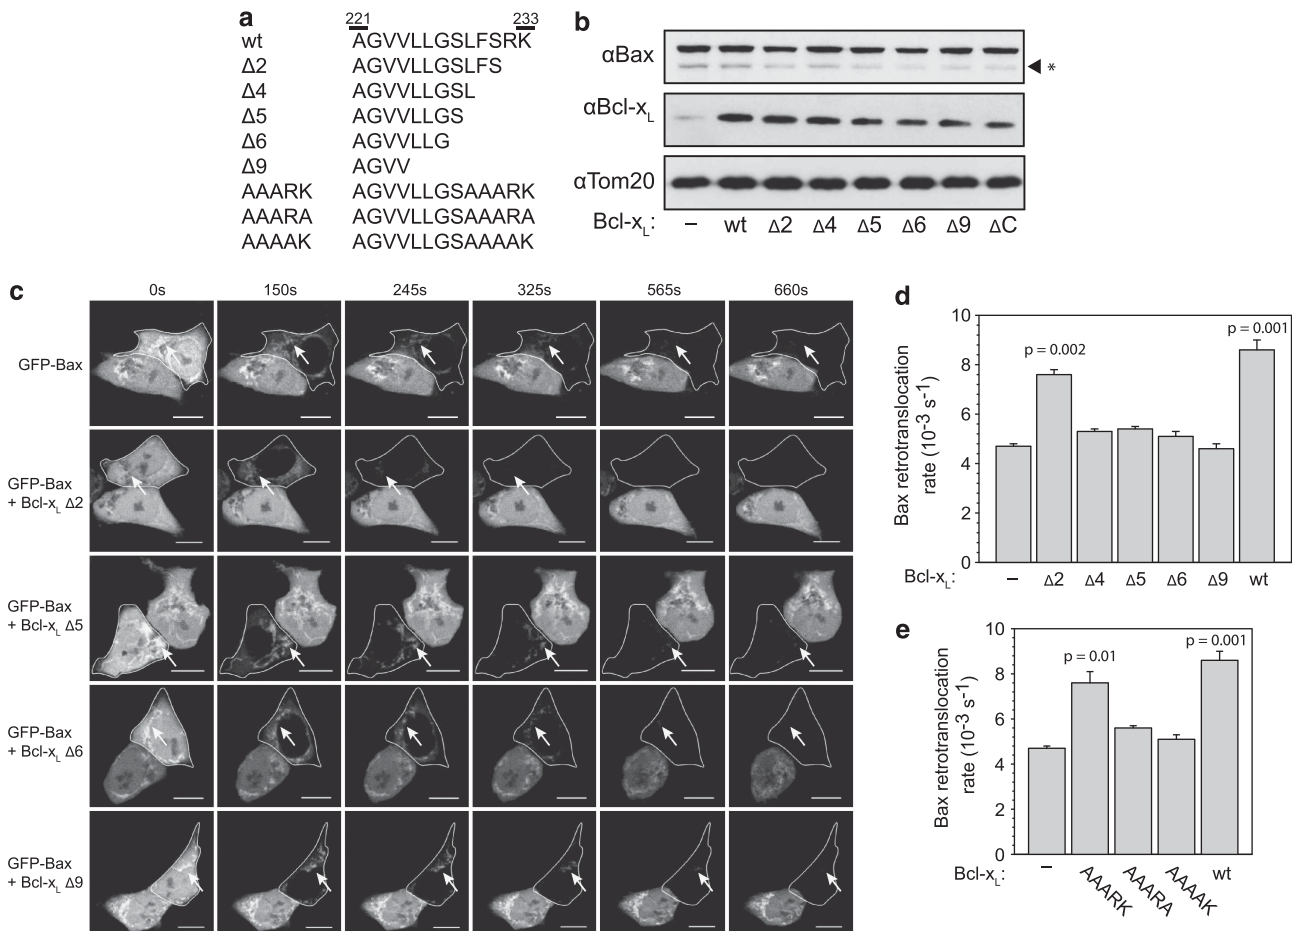 a
221 233
wt AGVVLLGSLFSRK
Δ2 AGVVLLGSLFS
Δ4 AGVVLLGSL
Δ5 AGVVLLGS
Δ6 AGVVLLG
Δ9 AGVV
AAARK AGVVLLGSAAARK
AAARA AGVVLLGSAAARA
AAAAK AGVVLLGSAAAAK
b
αBax
*
αBcl-xL
αTom20
Bcl-xL: – wt Δ2 Δ4 Δ5 Δ6 Δ9 ΔC
c
0s 150s 245s 325s 565s 660s
GFP-Bax
GFP-Bax
+ Bcl-xL Δ2
GFP-Bax
+ Bcl-xL Δ5
GFP-Bax
+ Bcl-xL Δ6
GFP-Bax
+ Bcl-xL Δ9
d
Bax retrotranslocation
rate (10-3 s-1)
10
8
6
4
2
0
p = 0.002
p = 0.001
Bcl-xL: – Δ2 Δ4 Δ5 Δ6 Δ9 wt
e
Bax retrotranslocation
rate (10-3 s-1)
10
8
6
4
2
0
p = 0.01
p = 0.001
Bcl-xL: – AAARK AAARA AAAAK wt